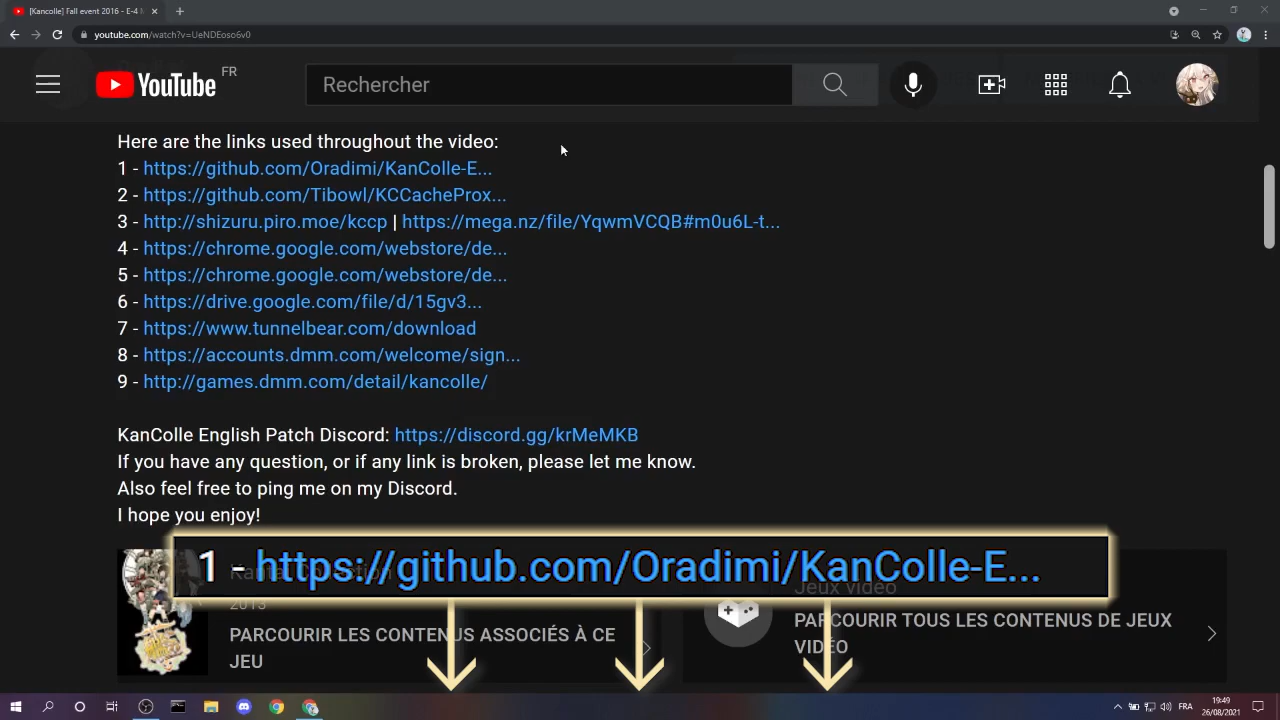 [Kancolle] Fall event 2016 - E-4 M
youtube.com/watch?v=UeNDEoso6v0
YouTube FR
Rechercher
Here are the links used throughout the video:
1 - https://github.com/Oradimi/KanColle-E...
2 - https://github.com/Tibowl/KCCacheProx...
3 - http://shizuru.piro.moe/kccp | https://mega.nz/file/YqwmVCQB#m0u6L-t...
4 - https://chrome.google.com/webstore/de...
5 - https://chrome.google.com/webstore/de...
6 - https://drive.google.com/file/d/15gv3...
7 - https://www.tunnelbear.com/download
8 - https://accounts.dmm.com/welcome/sign...
9 - http://games.dmm.com/detail/kancolle/
KanColle English Patch Discord: https://discord.gg/krMeMKB
If you have any question, or if any link is broken, please let me know.
Also feel free to ping me on my Discord.
I hope you enjoy!
1 - https://github.com/Oradimi/KanColle-E...
Kantai Collection
2013
PARCOURIR LES CONTENUS ASSOCIÉS À CE
JEU
Jeux vidéo
PARCOURIR TOUS LES CONTENUS DE JEUX
VIDÉO
FRA
19:49
26/08/2021